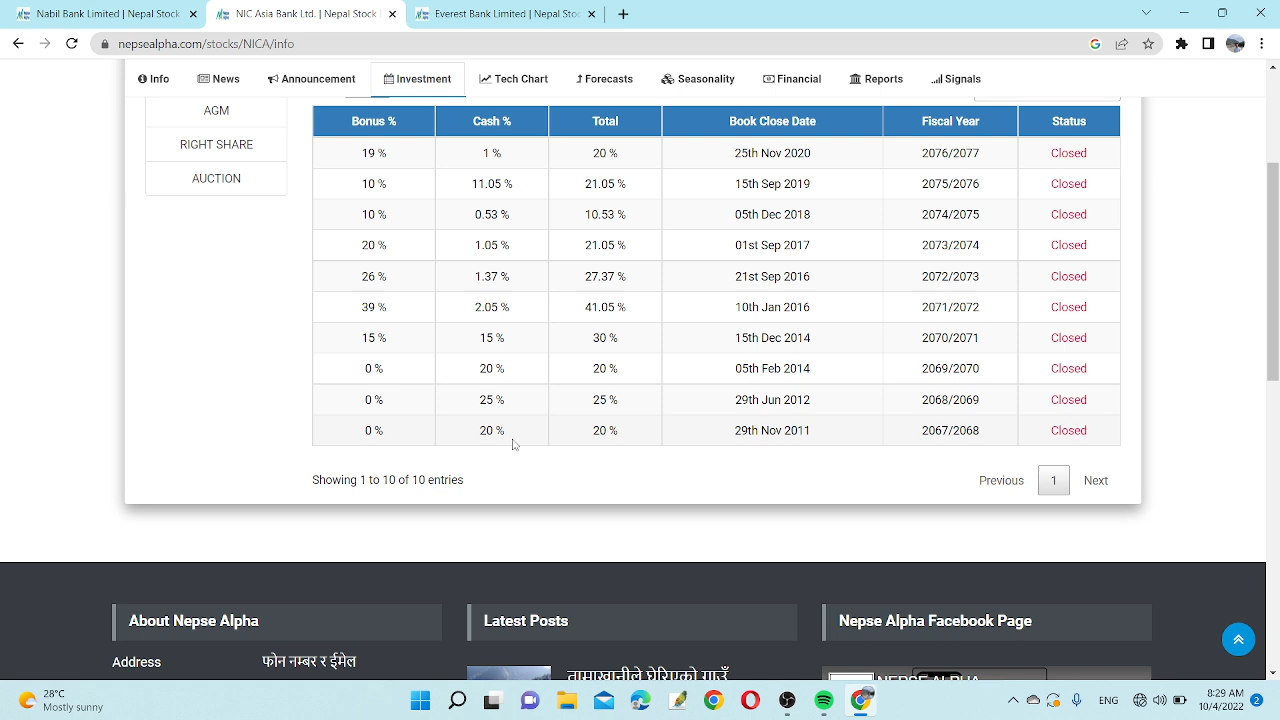 Nabil Bank Limited | Nepal Stock
NIC Asia Bank Ltd. | Nepal Stock
Everest Bank Limited | Nepal Stoc
nepsealpha.com/stocks/NICA/info
Info News Announcement Investment Tech Chart Forecasts Seasonality Financial Reports Signals
AGM
RIGHT SHARE
AUCTION
Bonus % Cash % Total Book Close Date Fiscal Year Status
19 % 1 % 20 % 25th Nov 2020 2076/2077 Closed
10 % 11.05 % 21.05 % 15th Sep 2019 2075/2076 Closed
10 % 0.53 % 10.53 % 05th Dec 2018 2074/2075 Closed
20 % 1.05 % 21.05 % 01st Sep 2017 2073/2074 Closed
26 % 1.37 % 27.37 % 21st Sep 2016 2072/2073 Closed
39 % 2.05 % 41.05 % 10th Jan 2016 2071/2072 Closed
15 % 15 % 30 % 15th Dec 2014 2070/2071 Closed
0 % 20 % 20 % 05th Feb 2014 2069/2070 Closed
0 % 25 % 25 % 29th Jun 2012 2068/2069 Closed
0 % 20 % 20 % 29th Nov 2011 2067/2068 Closed
Showing 1 to 10 of 10 entries
Previous 1 Next
About Nepse Alpha
Latest Posts
Nepse Alpha Facebook Page
Address
फोन नम्बर र ईमेल
NEPSE ALPHA
28°C
Mostly sunny
ENG
8:29 AM
10/4/2022
2